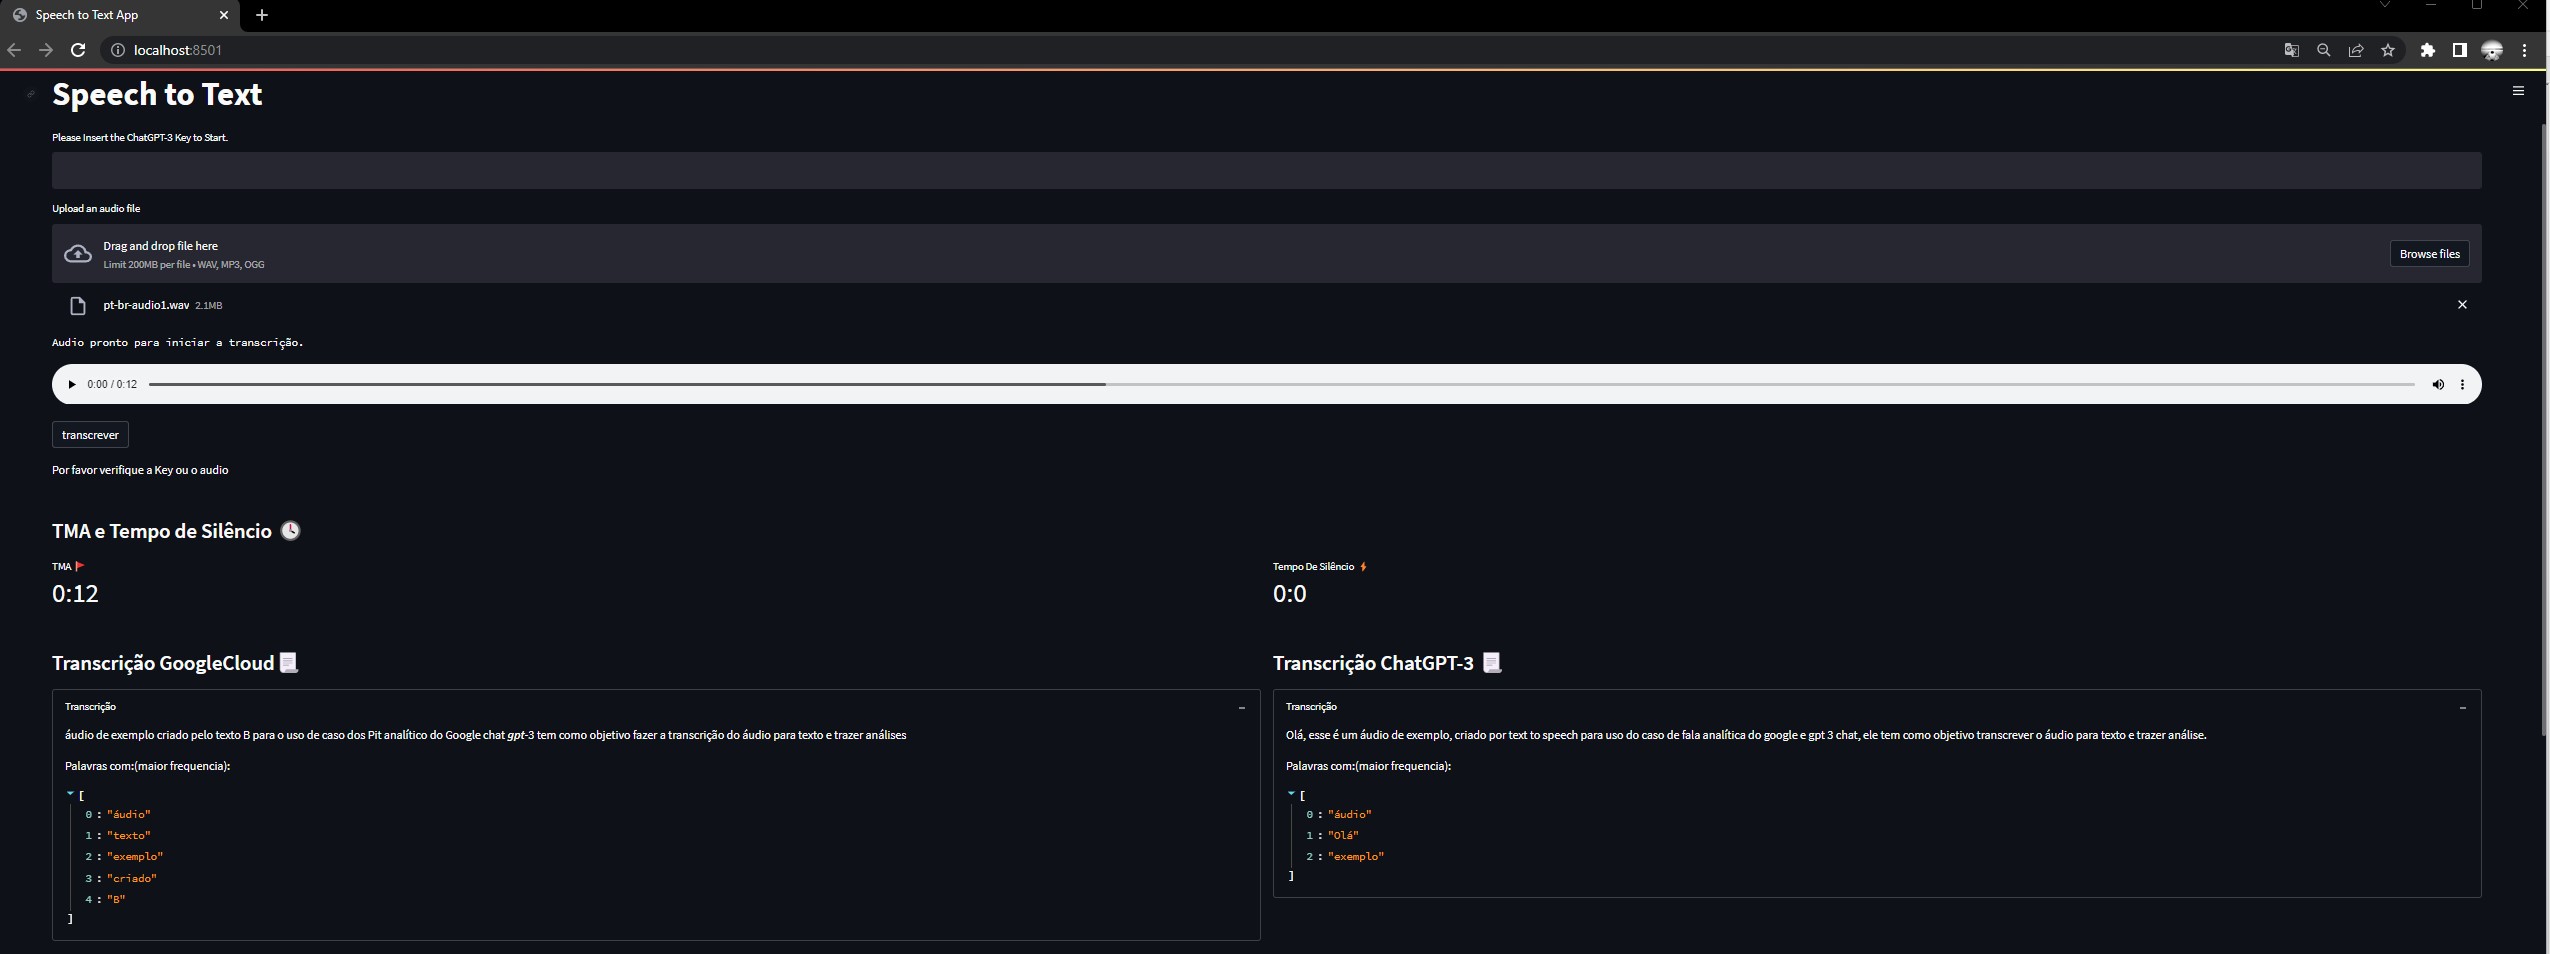 Speech to Text App
localhost:8501
Speech to Text
Please Insert the ChatGPT-3 Key to Start.
Upload an audio file
Drag and drop file here
Limit 200MB per file • WAV, MP3, OGG
Browse files
pt-br-audio1.wav 2.1MB
Audio pronto para iniciar a transcrição.
0:00 / 0:12
transcrever
Por favor verifique a Key ou o audio
TMA e Tempo de Silêncio 🕓
TMA 🚩
0:12
Tempo De Silêncio ⚡
0:0
Transcrição GoogleCloud📃
Transcrição
áudio de exemplo criado pelo texto B para o uso de caso dos Pit analítico do Google chat gpt-3 tem como objetivo fazer a transcrição do áudio para texto e trazer análises
Palavras com:(maior frequencia):
[
0 : "áudio"
1 : "texto"
2 : "exemplo"
3 : "criado"
4 : "B"
]
Transcrição ChatGPT-3 📃
Transcrição
Olá, esse é um áudio de exemplo, criado por text to speech para uso do caso de fala analítica do google e gpt 3 chat, ele tem como objetivo transcrever o áudio para texto e trazer análise.
Palavras com:(maior frequencia):
[
0 : "áudio"
1 : "Olá"
2 : "exemplo"
]